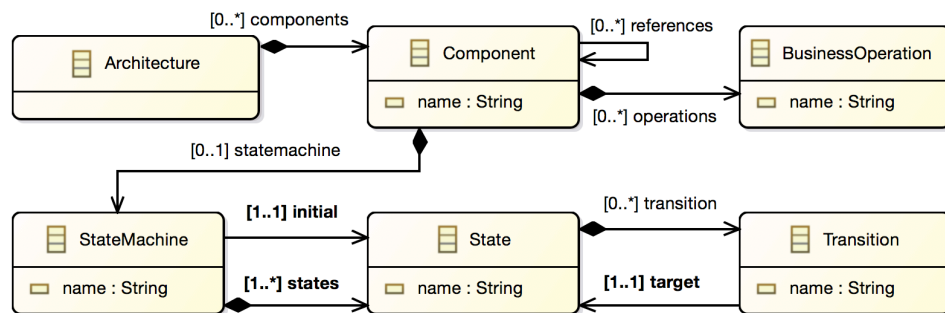 [0..*] components
[0..*] references
Architecture
Component
BusinessOperation
name : String
name : String
[0..*] operations
[0..1] statemachine
[1..1] initial
[0..*] transition
StateMachine
State
Transition
name : String
[1..*] states
name : String
[1..1] target
name : String